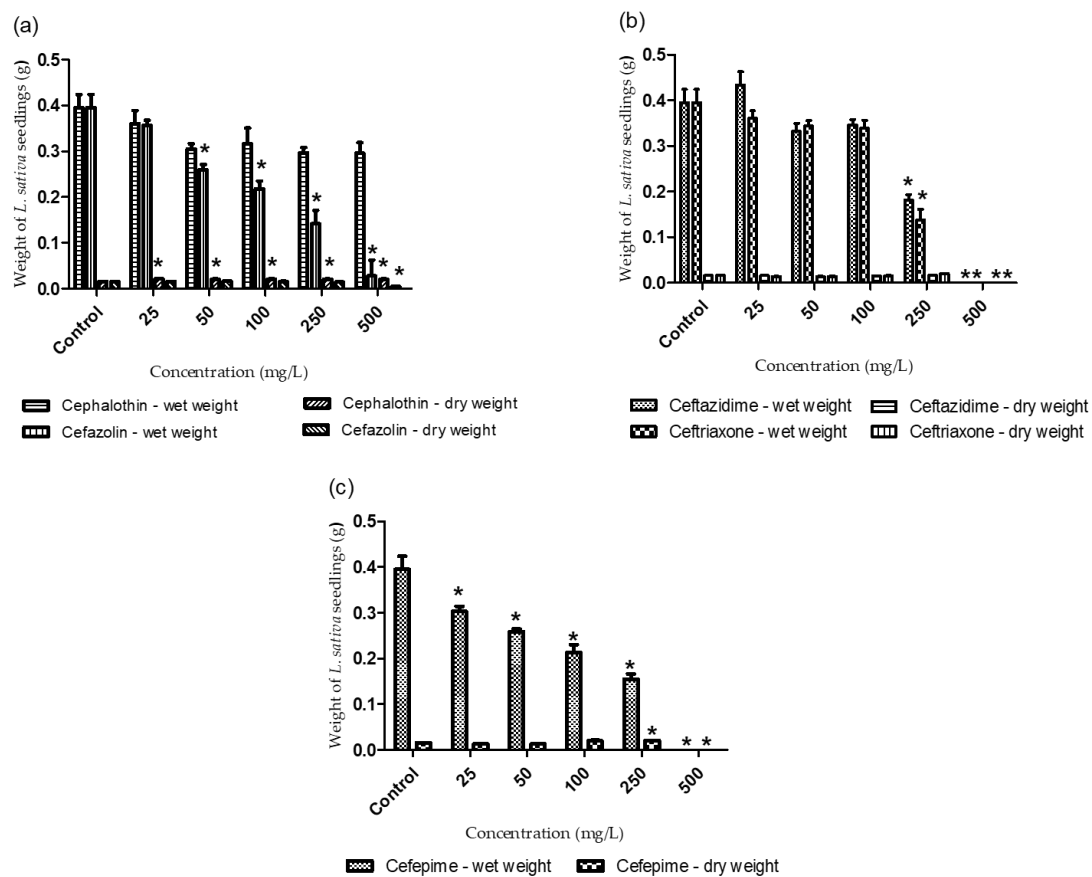 (a)
Weight of L. sativa seedlings (g)
0.5
0.4
0.3
0.2
0.1
0.0
* * * * * * * * * * *
Control 25 50 100 250 500
Concentration (mg/L)
Cephalothin - wet weight Cephalothin - dry weight
Cefazolin - wet weight Cefazolin - dry weight
(b)
Weight of L. sativa seedlings (g)
0.5
0.4
0.3
0.2
0.1
0.0
* *
** **
Control 25 50 100 250 500
Concentration (mg/L)
Ceftazidime - wet weight Ceftazidime - dry weight
Ceftriaxone - wet weight Ceftriaxone - dry weight
(c)
Weight of L. sativa seedlings (g)
0.5
0.4
0.3
0.2
0.1
0.0
* * * * * * *
Control 25 50 100 250 500
Concentration (mg/L)
Cefepime - wet weight Cefepime - dry weight